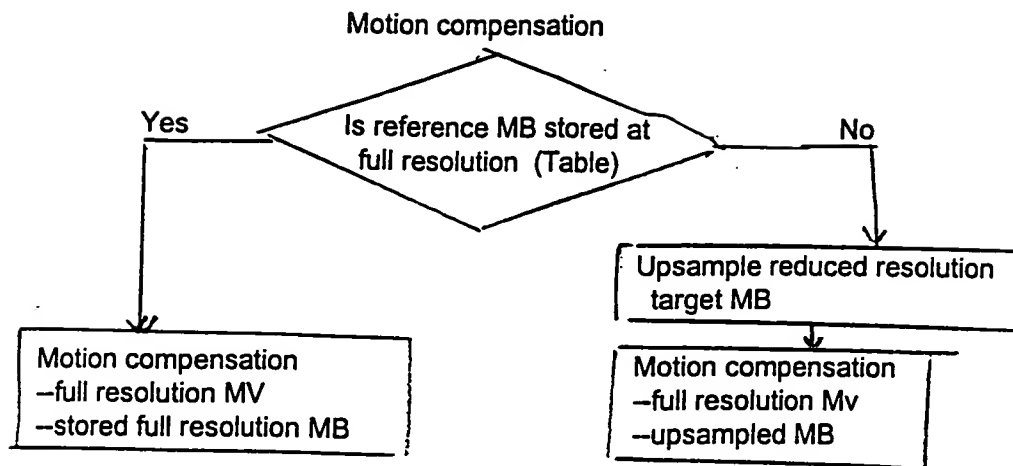 Motion compensation
Yes
Is reference MB stored at
full resolution (Table)
No
Upsample reduced resolution
target MB
Motion compensation
–full resolution MV
–stored full resolution MB
Motion compensation
–full resolution Mv
–upsampled MB